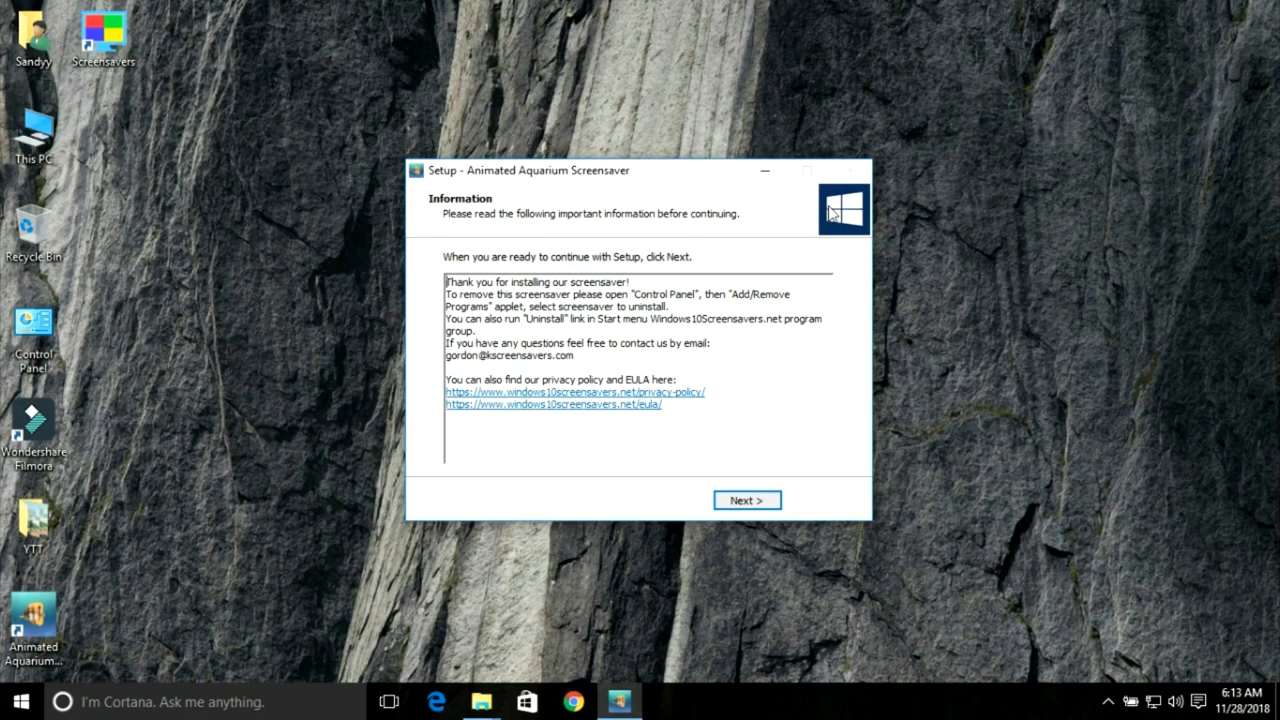 Sandyy
Screensavers
This PC
Recycle Bin
Control
Panel
Wondershare
Filmora
YTT
Animated
Aquarium...
Setup - Animated Aquarium Screensaver
Information
Please read the following important information before continuing.
When you are ready to continue with Setup, click Next.
Thank you for installing our screensaver!
To remove this screensaver please open "Control Panel", then "Add/Remove
Programs" applet, select screensaver to uninstall.
You can also run "Uninstall" link in Start menu Windows10Screensavers.net program
group.
If you have any questions feel free to contact us by email:
gordon@kscreensavers.com
You can also find our privacy policy and EULA here:
https://www.windows10screensavers.net/privacy-policy/
https://www.windows10screensavers.net/eula/
Next >
I'm Cortana. Ask me anything.
6:13 AM
11/28/2018